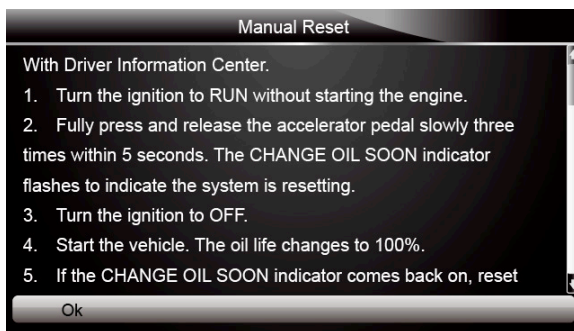 Manual Reset
With Driver Information Center.
1. Turn the ignition to RUN without starting the engine.
2. Fully press and release the accelerator pedal slowly three
times within 5 seconds. The CHANGE OIL SOON indicator
flashes to indicate the system is resetting.
3. Turn the ignition to OFF.
4. Start the vehicle. The oil life changes to 100%.
5. If the CHANGE OIL SOON indicator comes back on, reset
Ok